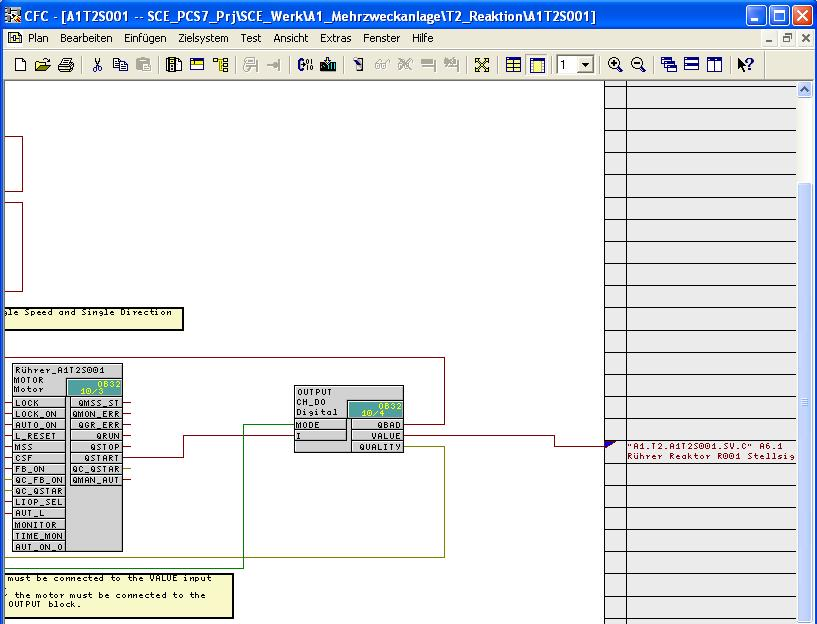 CFC - [A1T2S001 -- SCE_PCS7_Prj\SCE_Werk\A1_Mehrzweckanlage\T2_Reaktion\A1T2S001]
Plan Bearbeiten Einfügen Zielsystem Test Ansicht Extras Fenster Hilfe
1
Single Speed and Single Direction
Rührer_A1T2S001
MOTOR
Motor
OB32
10/3
LOCK QMSS_ST
LOCK_ON QMON_ERR
AUTO_ON QGR_ERR
L_RESET QRUN
MSS QSTOP
CSF QSTART
FB_ON QC_QSTAR
QC_FB_ON QMAN_AUT
QC_QSTAR
LIOP_SEL
AUT_L
MONITOR
TIME_MON
AUT_ON_O
OUTPUT
CH_DO
Digital
OB32
10/4
MODE QBAD
I VALUE
QUALITY
"A1.T2.A1T2S001.SV.C" A6.1
Rührer Reaktor R001 Stellsig
must be connected to the VALUE input
the motor must be connected to the
OUTPUT block.